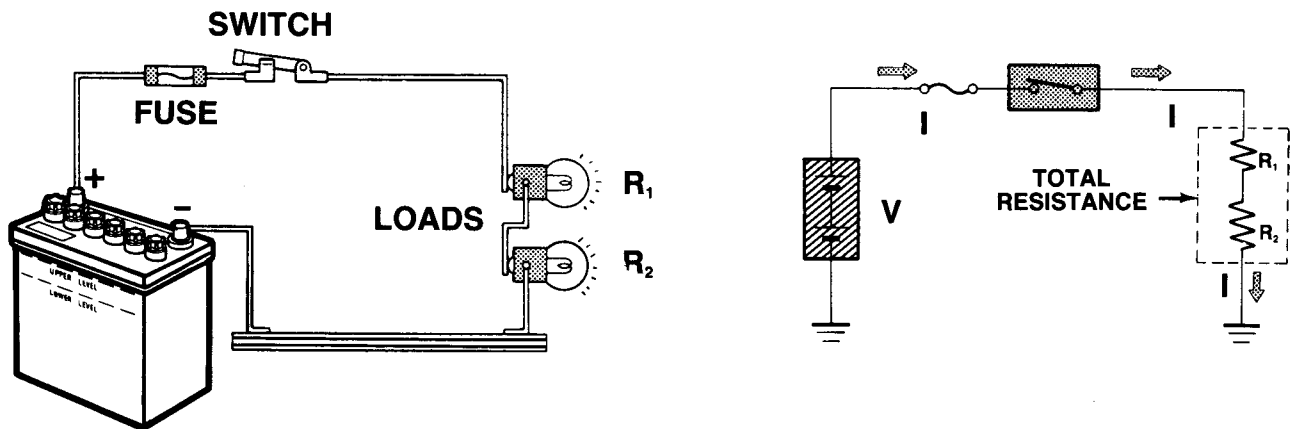 SWITCH
FUSE
+
−
LOADS
R₁
R₂
UPPER LEVEL
LOWER LEVEL
I
I
V
TOTAL
RESISTANCE
R₁
R₂
I